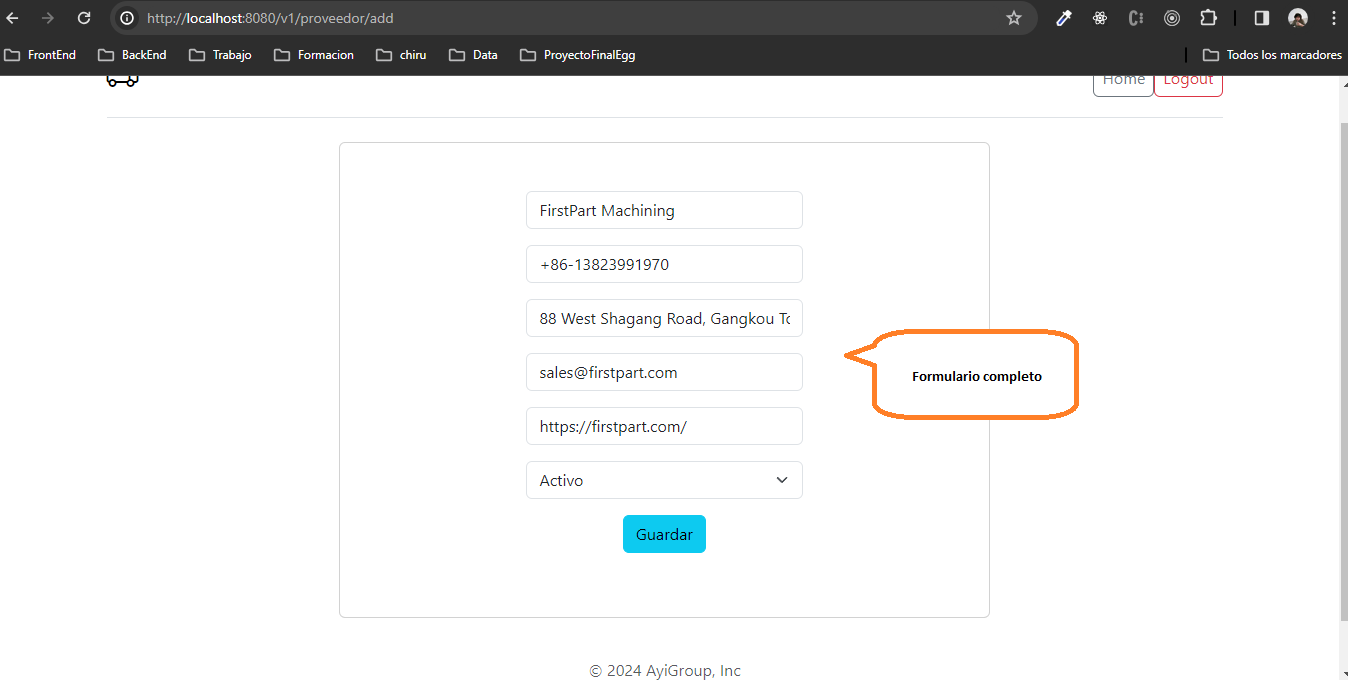 http://localhost:8080/v1/proveedor/add
FrontEnd BackEnd Trabajo Formacion chiru Data ProyectoFinalEgg Todos los marcadores
Home Logout
FirstPart Machining
+86-13823991970
88 West Shagang Road, Gangkou To
sales@firstpart.com
Formulario completo
https://firstpart.com/
Activo
Guardar
© 2024 AyiGroup, Inc